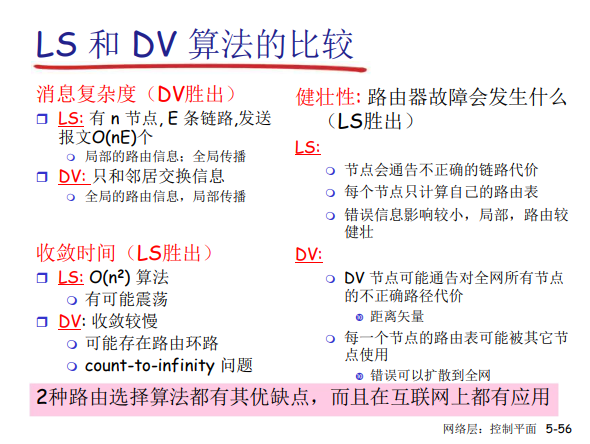 LS 和 DV 算法的比较
消息复杂度（DV胜出）
LS: 有 n 节点, E 条链路,发送
报文O(nE)个
局部的路由信息；全局传播
DV: 只和邻居交换信息
全局的路由信息，局部传播
收敛时间（LS胜出）
LS: O(n²) 算法
有可能震荡
DV: 收敛较慢
可能存在路由环路
count-to-infinity 问题
健壮性: 路由器故障会发生什么
（LS胜出）
LS:
节点会通告不正确的链路代价
每个节点只计算自己的路由表
错误信息影响较小，局部，路由较
健壮
DV:
DV 节点可能通告对全网所有节点
的不正确路径代价
距离矢量
每一个节点的路由表可能被其它节
点使用
错误可以扩散到全网
2种路由选择算法都有其优缺点，而且在互联网上都有应用
网络层：控制平面 5-56